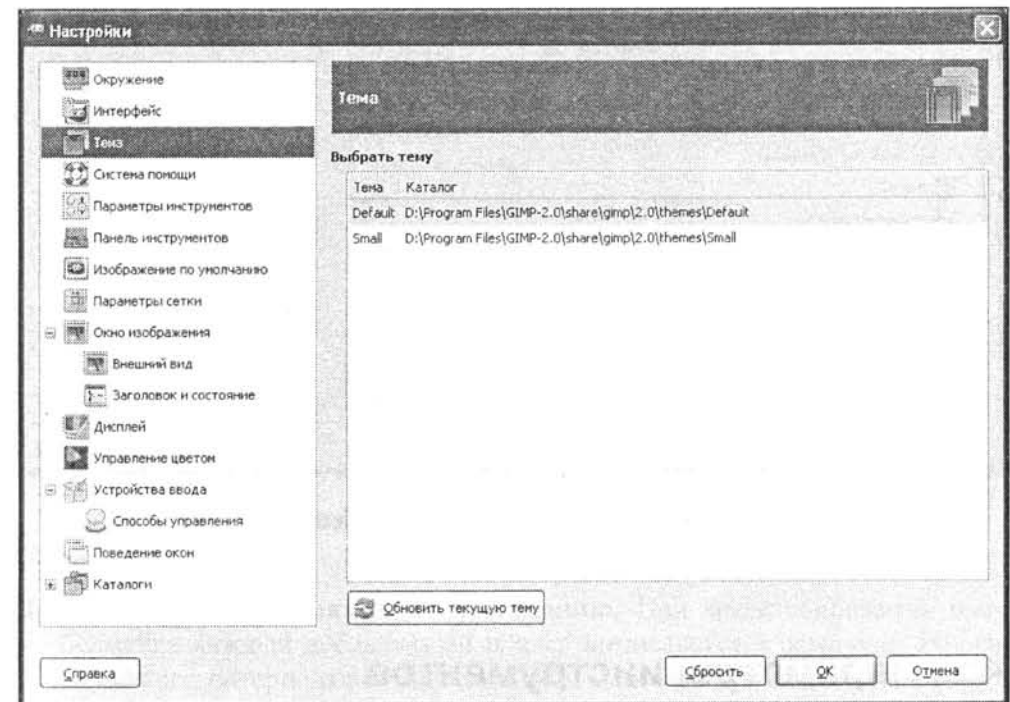 Настройки
Окружение
Интерфейс
Тема
Система помощи
Параметры инструментов
Панель инструментов
Изображение по умолчанию
Параметры сетки
Окно изображения
Внешний вид
Заголовок и состояние
Дисплей
Управление цветом
Устройства ввода
Способы управления
Поведение окон
Каталоги
Тема
Выбрать тему
Тема Каталог
Default D:\Program Files\GIMP-2.0\share\gimp\2.0\themes\Default
Small D:\Program Files\GIMP-2.0\share\gimp\2.0\themes\Small
Обновить текущую тему
Справка
Сбросить
OK
Отмена